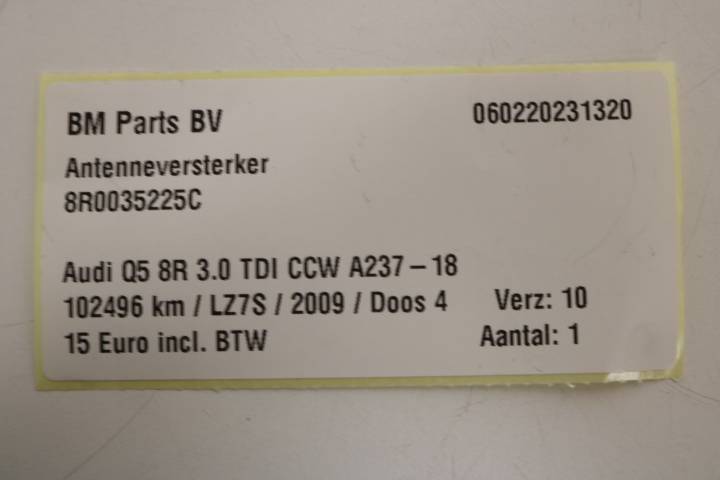 BM Parts BV 060220231320
Antenneversterker
8R0035225C
Audi Q5 8R 3.0 TDI CCW A237-18
102496 km / LZ7S / 2009 / Doos 4 Verz: 10
15 Euro incl. BTW Aantal: 1